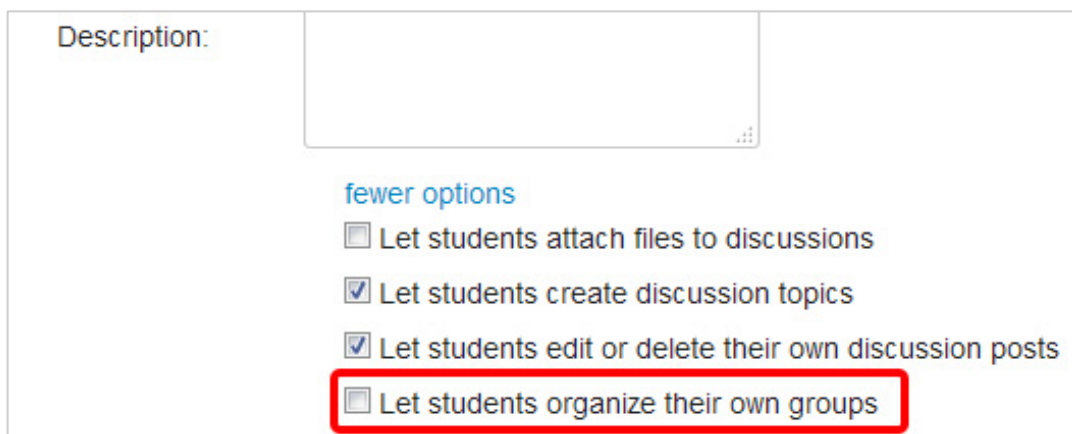 Description:
fewer options
Let students attach files to discussions
Let students create discussion topics
Let students edit or delete their own discussion posts
Let students organize their own groups